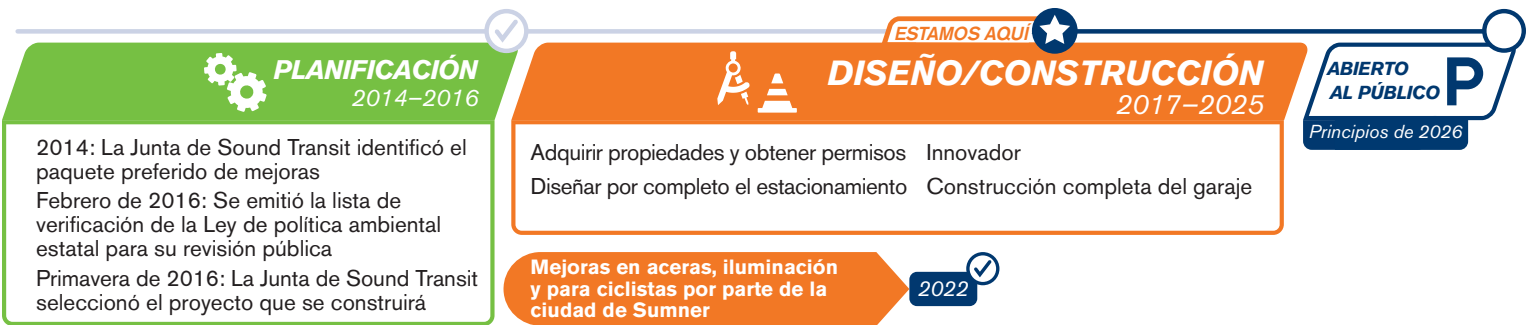 PLANIFICACIÓN
2014–2016
2014: La Junta de Sound Transit identificó el
paquete preferido de mejoras
Febrero de 2016: Se emitió la lista de
verificación de la Ley de política ambiental
estatal para su revisión pública
Primavera de 2016: La Junta de Sound Transit
seleccionó el proyecto que se construirá
ESTAMOS AQUÍ
DISEÑO/CONSTRUCCIÓN
2017–2025
Adquirir propiedades y obtener permisos
Diseñar por completo el estacionamiento
Innovador
Construcción completa del garaje
Mejoras en aceras, iluminación
y para ciclistas por parte de la
ciudad de Sumner
2022
ABIERTO
AL PÚBLICO
P
Principios de 2026